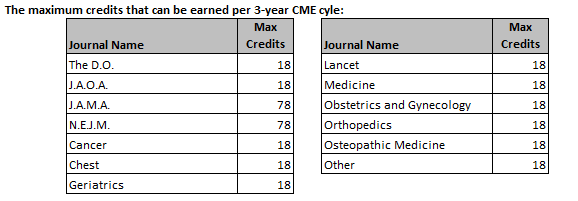 The maximum credits that can be earned per 3-year CME cyle:
Journal Name Max Credits
The D.O. 18
J.A.O.A. 18
J.A.M.A. 78
N.E.J.M. 78
Cancer 18
Chest 18
Geriatrics 18
Journal Name Max Credits
Lancet 18
Medicine 18
Obstetrics and Gynecology 18
Orthopedics 18
Osteopathic Medicine 18
Other 18